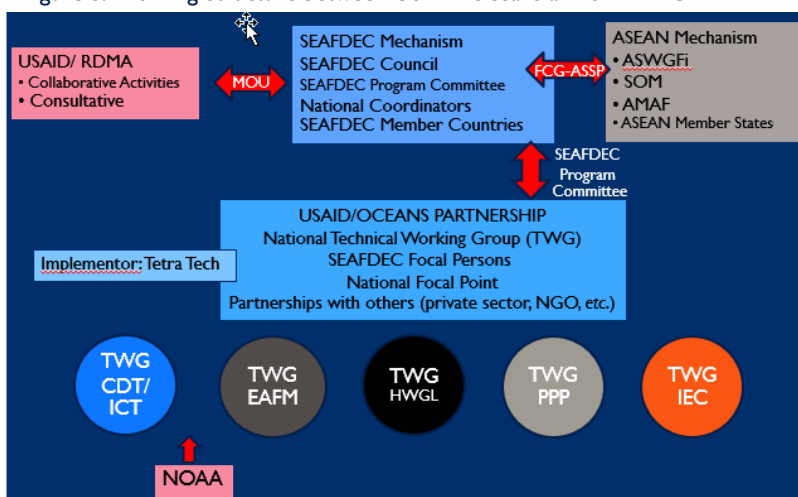 USAID/ RDMA
• Collaborative Activities
• Consultative
MOU
SEAFDEC Mechanism
SEAFDEC Council
SEAFDEC Program Committee
National Coordinators
SEAFDEC Member Countries
FCG-ASSP
ASEAN Mechanism
• ASWGFi
• SOM
• AMAF
• ASEAN Member States
SEAFDEC
Program
Committee
USAID/OCEANS PARTNERSHIP
National Technical Working Group (TWG)
SEAFDEC Focal Persons
National Focal Point
Partnerships with others (private sector, NGO, etc.)
Implementor: Tetra Tech
TWG
CDT/
ICT
TWG
EAFM
TWG
HWGL
TWG
PPP
TWG
IEC
NOAA